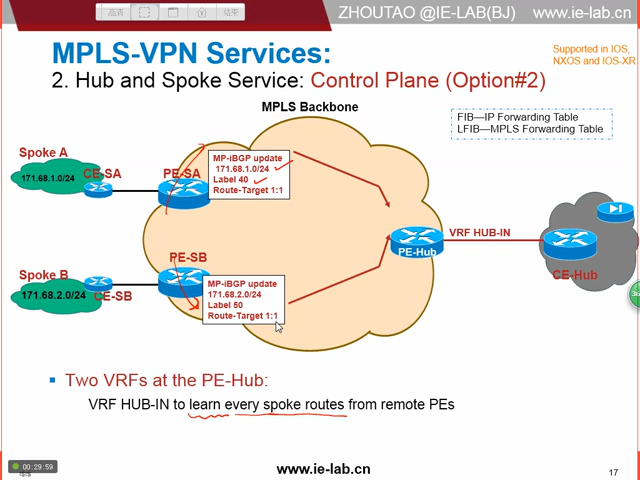 ZHOUTAO @IE-LAB(BJ) www.ie-lab.cn
MPLS-VPN Services:
Supported in IOS,
NXOS and IOS-XR
2. Hub and Spoke Service: Control Plane (Option#2)
MPLS Backbone
FIB—IP Forwarding Table
LFIB—MPLS Forwarding Table
Spoke A
171.68.1.0/24
CE-SA
PE-SA
MP-iBGP update
171.68.1.0/24
Label 40
Route-Target 1:1
VRF HUB-IN
PE-Hub
CE-Hub
Spoke B
171.68.2.0/24
CE-SB
PE-SB
MP-iBGP update
171.68.2.0/24
Label 50
Route-Target 1:1
Two VRFs at the PE-Hub:
VRF HUB-IN to learn every spoke routes from remote PEs
00:29:59
www.ie-lab.cn
17